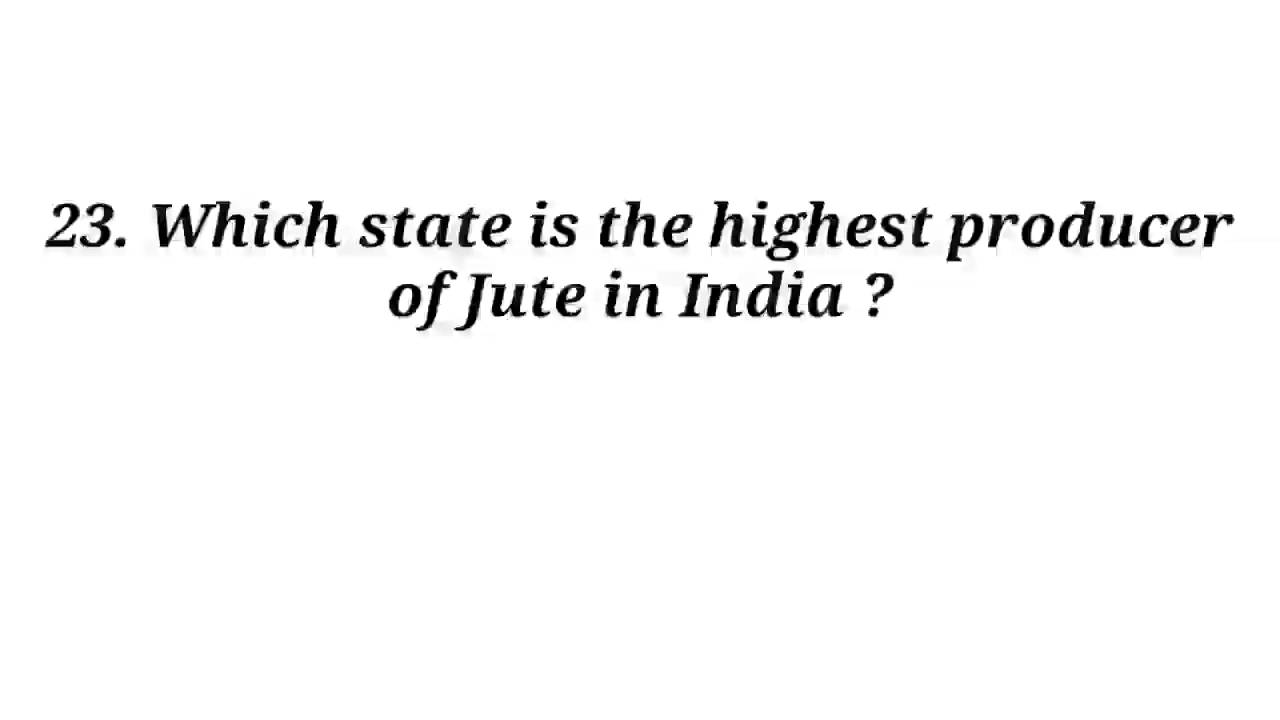 23. Which state is the highest producer
of Jute in India ?